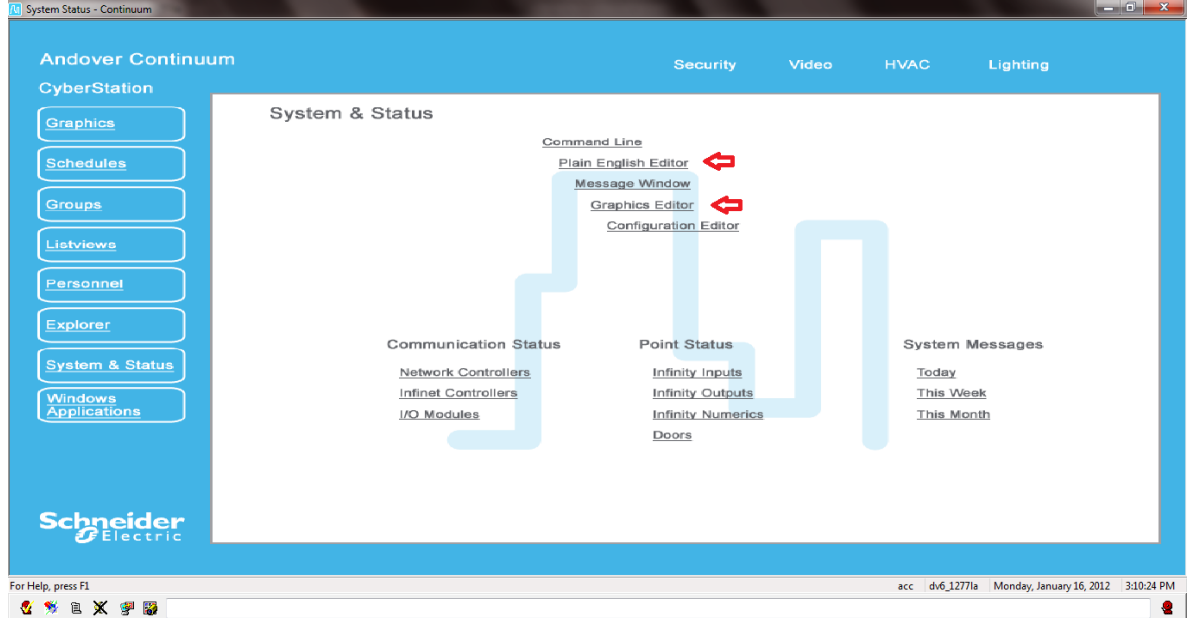 System Status - Continuum
Andover Continuum
Security Video HVAC Lighting
CyberStation
Graphics
Schedules
Groups
Listviews
Personnel
Explorer
System & Status
Windows
Applications
System & Status
Command Line
Plain English Editor
Message Window
Graphics Editor
Configuration Editor
Communication Status
Network Controllers
Infinet Controllers
I/O Modules
Point Status
Infinity Inputs
Infinity Outputs
Infinity Numerics
Doors
System Messages
Today
This Week
This Month
Schneider
Electric
For Help, press F1
acc dv6_1277la Monday, January 16, 2012 3:10:24 PM